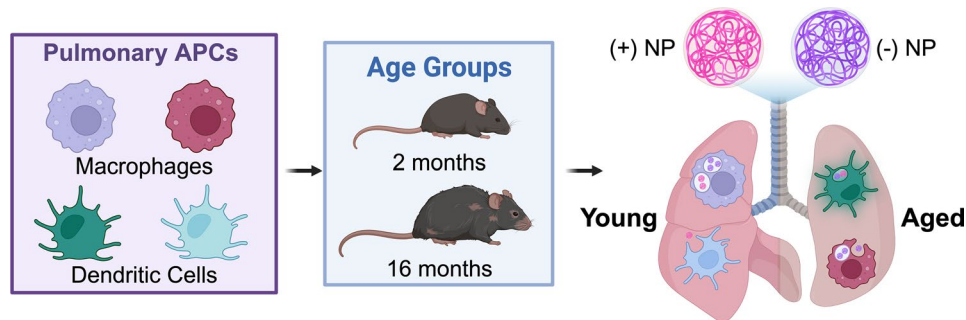 Pulmonary APCs
Macrophages
Dendritic Cells
Age Groups
2 months
16 months
(+) NP
(-) NP
Young
Aged